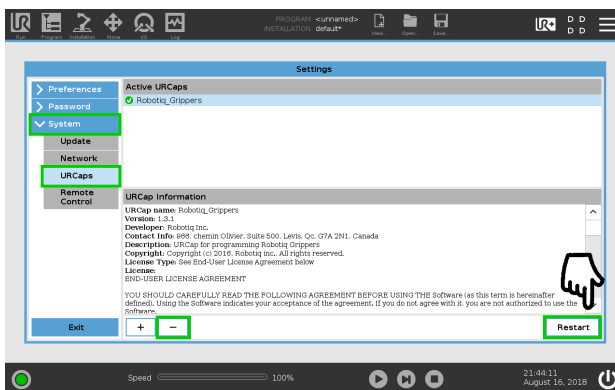 PROGRAM <unnamed>
INSTALLATION default*
Run Program Installation Move I/O Log New... Open... Save...
UR+
D D
D D
Settings
Preferences
Password
System
Update
Network
URCaps
Remote
Control
Exit
Active URCaps
Robotiq_Grippers
URCap Information
URCap name: Robotiq_Grippers
Version: 1.3.1
Developer: Robotiq Inc.
Contact Info: 966, chemin Olivier, Suite 500, Levis, Qc, G7A 2N1, Canada
Description: URCap for programming Robotiq Grippers
Copyright: Copyright (c) 2016, Robotiq inc.. All rights reserved.
License Type: See End-User License Agreement below
License:
END-USER LICENSE AGREEMENT
YOU SHOULD CAREFULLY READ THE FOLLOWING AGREEMENT BEFORE USING THE Software (as this term is hereinafter
defined). Using the Software indicates your acceptance of the agreement. If you do not agree with it, you are not authorized to use the
Software.
+ −
Restart
Speed 100%
21:44:11
August 16, 2018